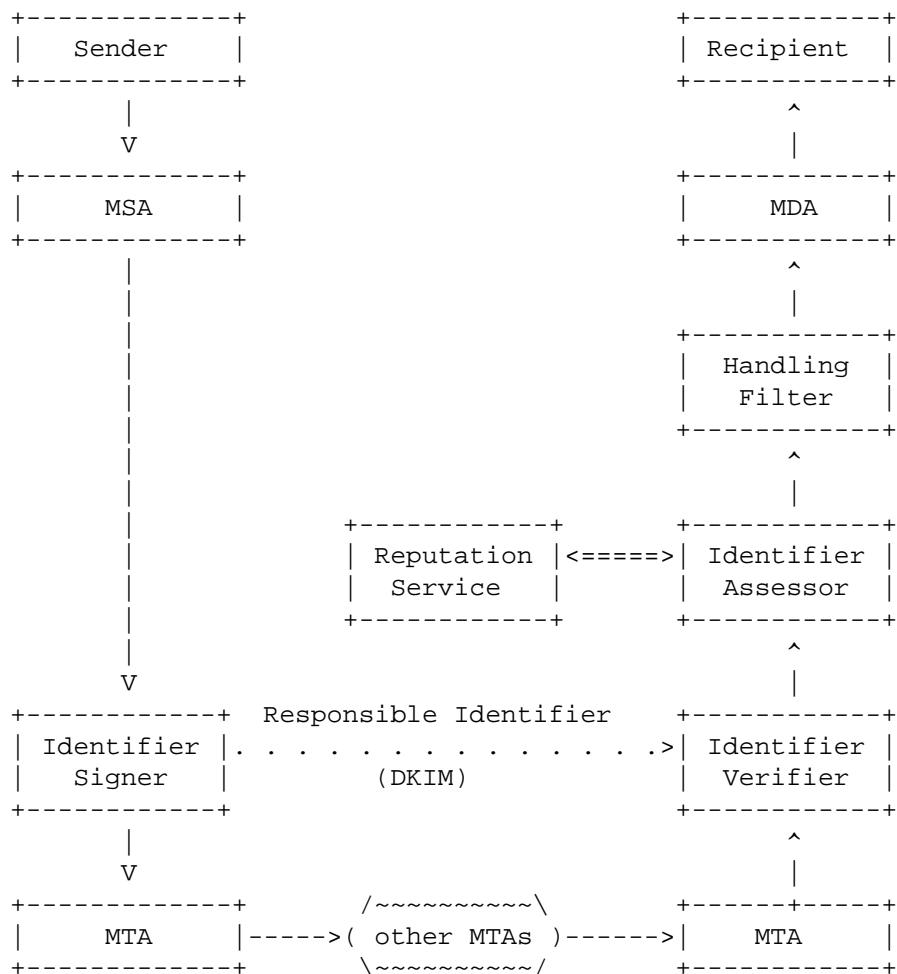 Sender Recipient
MSA MDA
Handling
Filter
Reputation <=====> Identifier
Service Assessor
Responsible Identifier
Identifier . . . . . . . . . . . . . . .> Identifier
Signer (DKIM) Verifier
MTA ----->( other MTAs )------> MTA